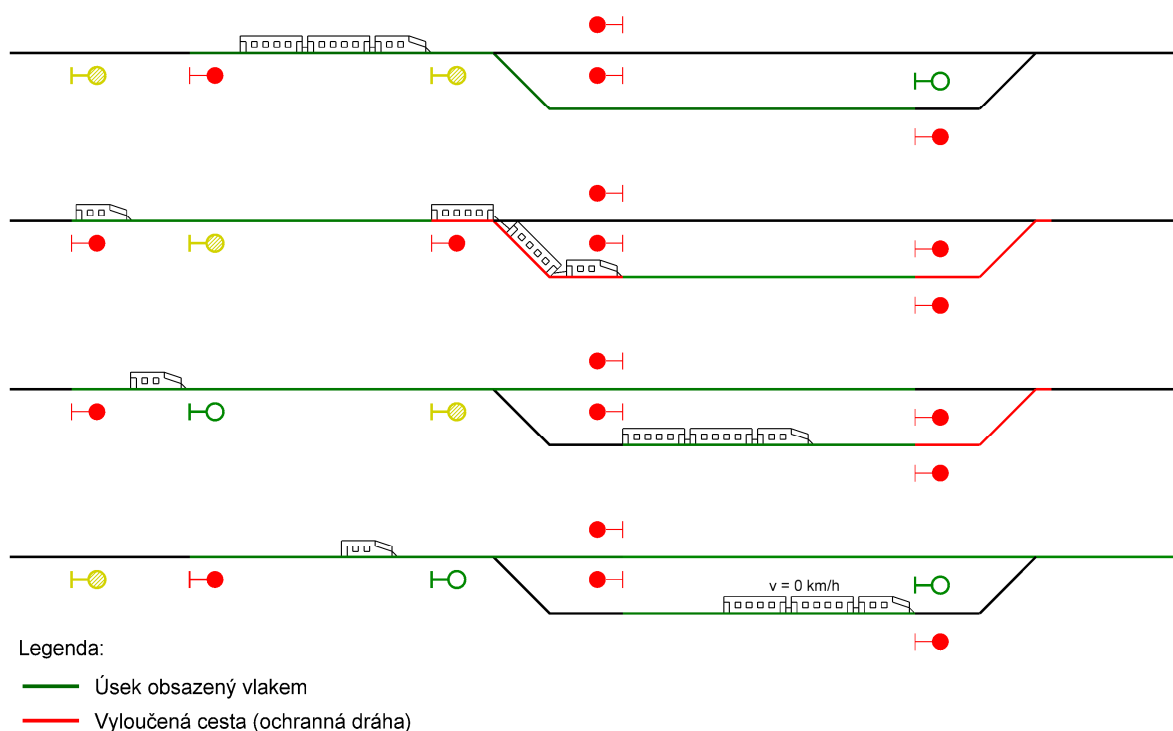 v = 0 km/h
Legenda:
Úsek obsazený vlakem
Vyloučená cesta (ochranná dráha)